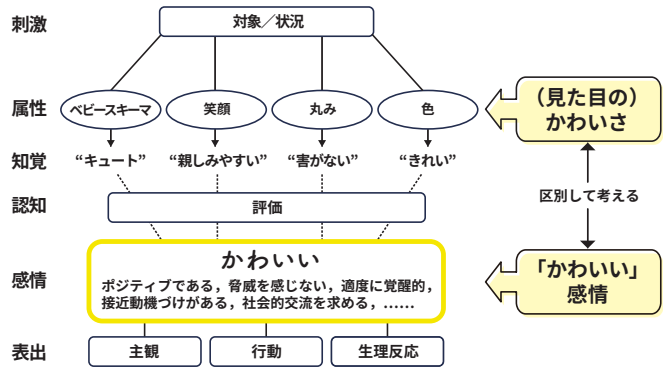 刺激
対象／状況
属性
ベビースキーマ
笑顔
丸み
色
（見た目の）
かわいさ
知覚
“キュート”
“親しみやすい”
“害がない”
“きれい”
区別して考える
認知
評価
感情
かわいい
ポジティブである，脅威を感じない，適度に覚醒的，
接近動機づけがある，社会的交流を求める，……
「かわいい」
感情
表出
主観
行動
生理反応